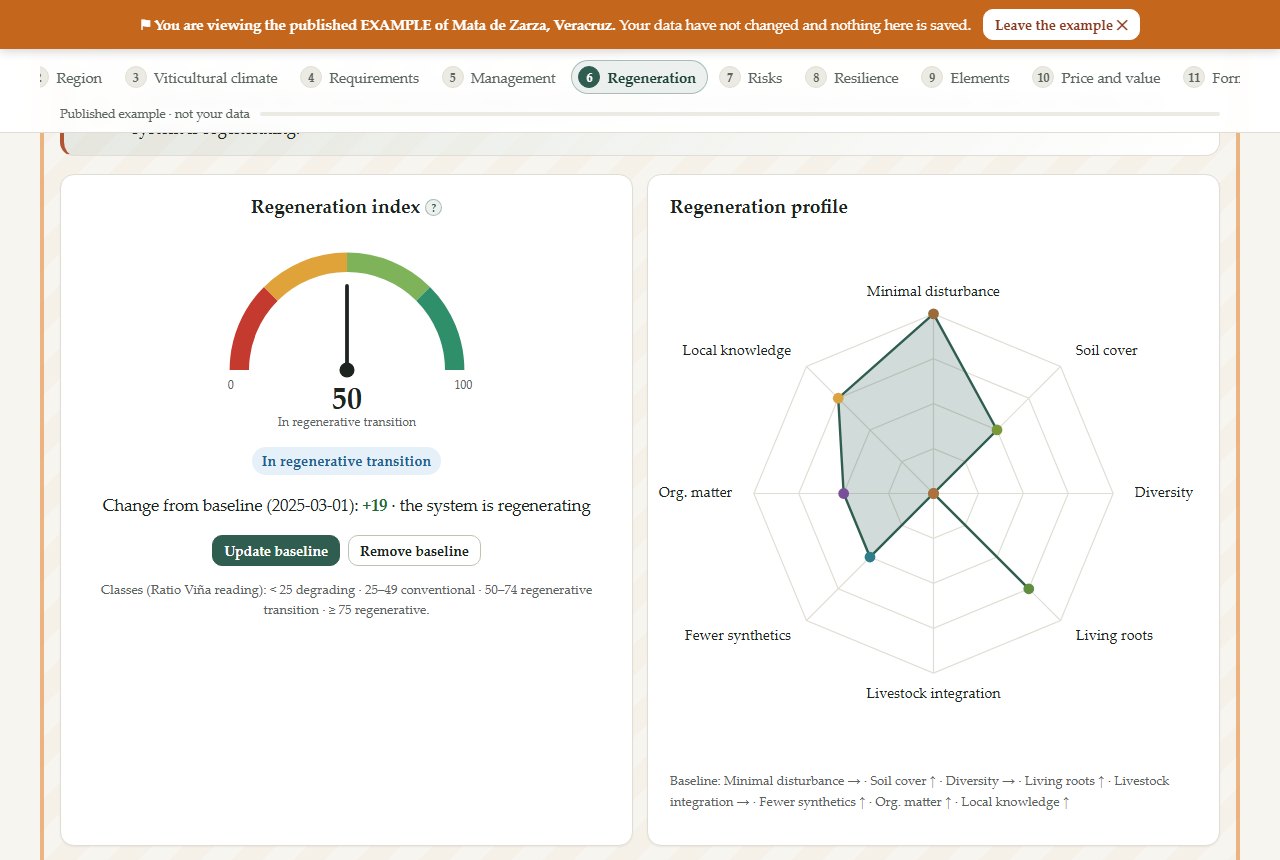 ⚑ You are viewing the published EXAMPLE of Mata de Zarza, Veracruz. Your data have not changed and nothing here is saved. Leave the example ✕
Region 3 Viticultural climate 4 Requirements 5 Management 6 Regeneration 7 Risks 8 Resilience 9 Elements 10 Price and value 11
Published example · not your data
system is regenerating.
Regeneration index ?
0 100
50
In regenerative transition
In regenerative transition
Change from baseline (2025-03-01): +19 · the system is regenerating
Update baseline Remove baseline
Classes (Ratio Viña reading): < 25 degrading · 25–49 conventional · 50–74 regenerative
transition · ≥ 75 regenerative.
Regeneration profile
Minimal disturbance
Local knowledge Soil cover
Org. matter Diversity
Fewer synthetics Living roots
Livestock integration
Baseline: Minimal disturbance → · Soil cover ↑ · Diversity → · Living roots ↑ · Livestock
integration → · Fewer synthetics ↑ · Org. matter ↑ · Local knowledge ↑